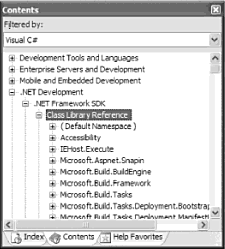 Contents
Filtered by:
Visual C#
Development Tools and Languages
Enterprise Servers and Development
Mobile and Embedded Development
.NET Development
.NET Framework SDK
Class Library Reference
(Default Namespace)
Accessibility
IEHost.Execute
Microsoft.Aspnet.Snapin
Microsoft.Build.BuildEngine
Microsoft.Build.Framework
Microsoft.Build.Tasks
Microsoft.Build.Tasks.Deployment.Bootstrap
Microsoft.Build.Tasks.Deployment.Manifest
Index Contents Help Favorites